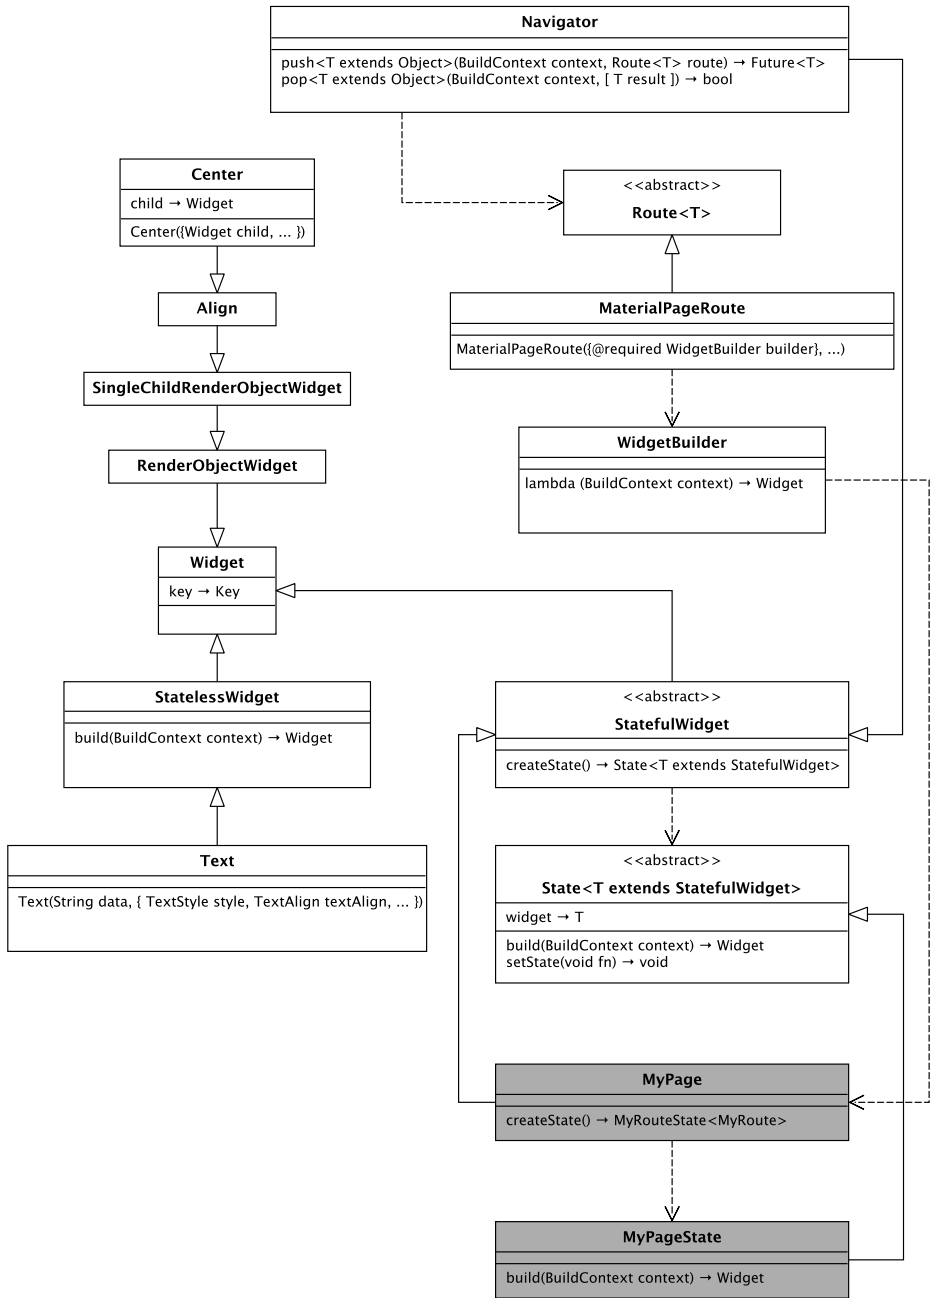 Navigator
push<T extends Object>(BuildContext context, Route<T> route) → Future<T>
pop<T extends Object>(BuildContext context, [ T result ]) → bool
Center
child → Widget
Center({Widget child, ... })
<<abstract>>
Route<T>
Align
MaterialPageRoute
MaterialPageRoute({@required WidgetBuilder builder}, ...)
SingleChildRenderObjectWidget
WidgetBuilder
lambda (BuildContext context) → Widget
RenderObjectWidget
Widget
key → Key
StatelessWidget
build(BuildContext context) → Widget
<<abstract>>
StatefulWidget
createState() → State<T extends StatefulWidget>
Text
Text(String data, { TextStyle style, TextAlign textAlign, ... })
<<abstract>>
State<T extends StatefulWidget>
widget → T
build(BuildContext context) → Widget
setState(void fn) → void
MyPage
createState() → MyRouteState<MyRoute>
MyPageState
build(BuildContext context) → Widget